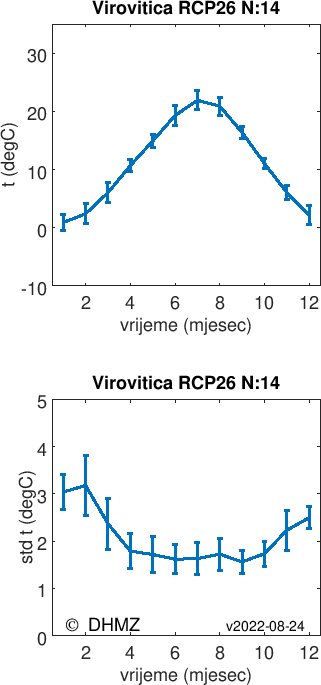 Virovitica RCP26 N:14
30
20
10
0
-10
t (degC)
2 4 6 8 10 12
vrijeme (mjesec)
Virovitica RCP26 N:14
5
4
3
2
1
0
std t (degC)
© DHMZ v2022-08-24
2 4 6 8 10 12
vrijeme (mjesec)